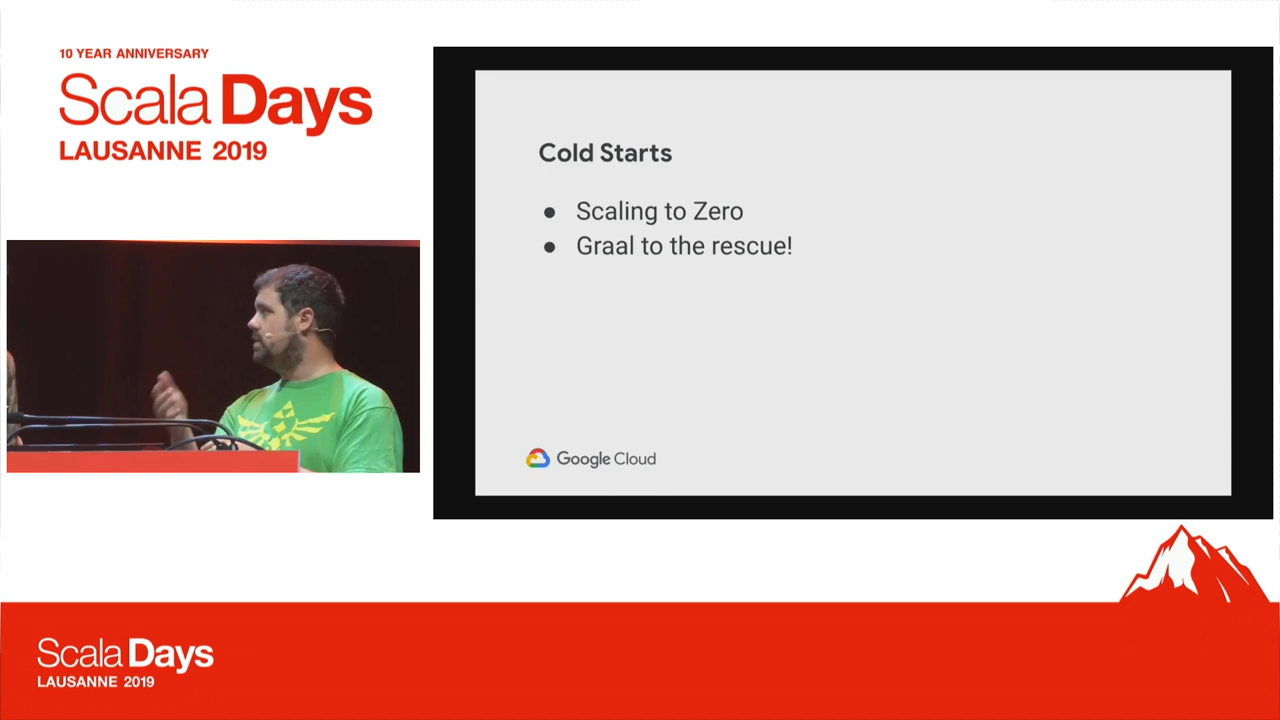 10 YEAR ANNIVERSARY
Scala Days
LAUSANNE 2019
Cold Starts
● Scaling to Zero
● Graal to the rescue!
Google Cloud
Scala Days
LAUSANNE 2019